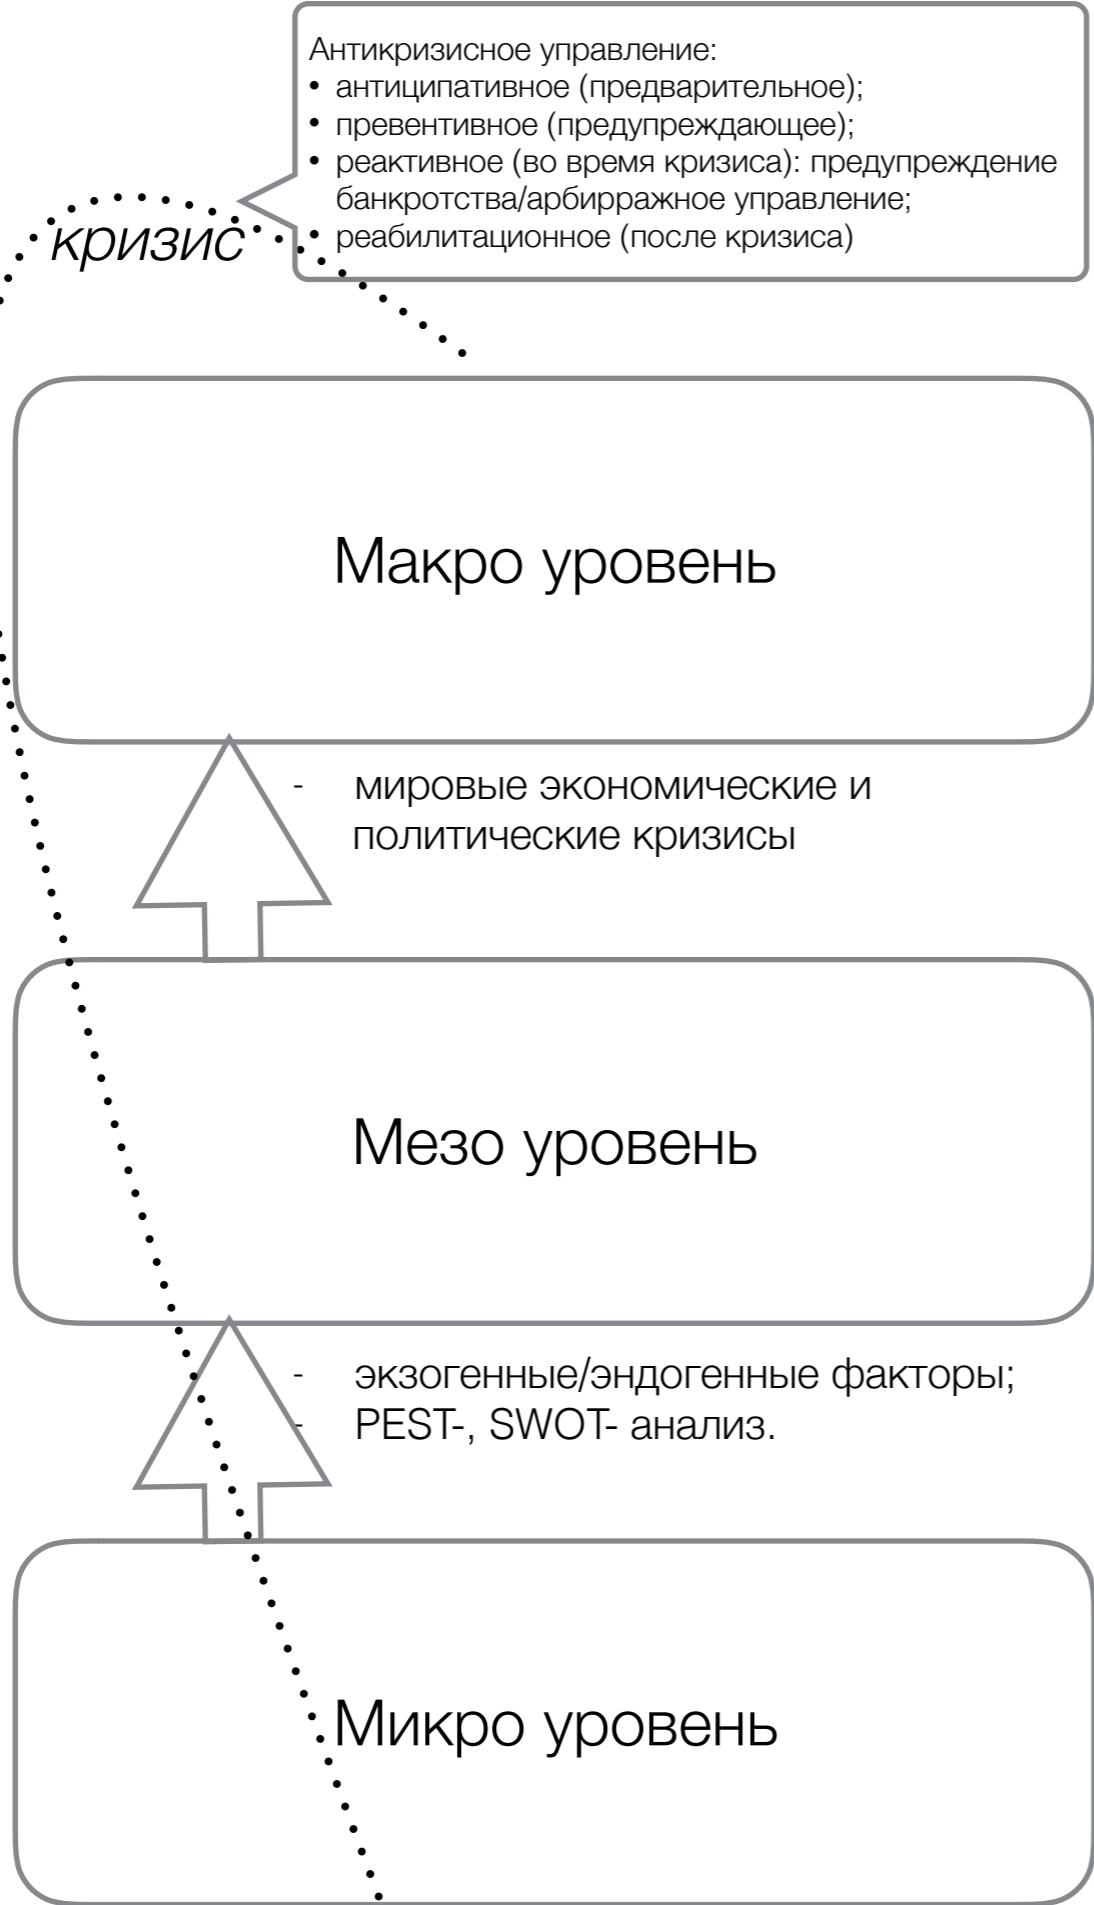 Антикризисное управление:
• антиципативное (предварительное);
• превентивное (предупреждающее);
• реактивное (во время кризиса): предупреждение
банкротства/арбирражное управление;
• реабилитационное (после кризиса)
кризис
Макро уровень
- мировые экономические и
политические кризисы
Мезо уровень
- экзогенные/эндогенные факторы;
- PEST-, SWOT- анализ.
Микро уровень